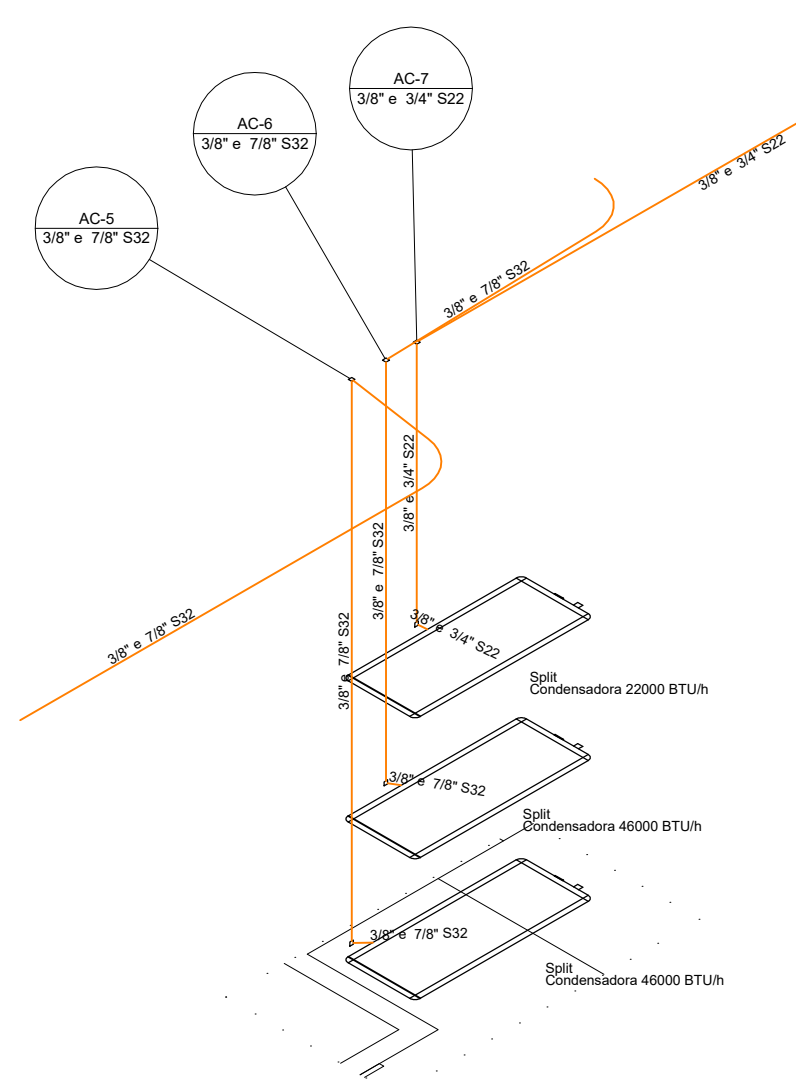 AC-7
3/8" e 3/4" S22
AC-6
3/8" e 7/8" S32
AC-5
3/8" e 7/8" S32
3/8" e 3/4" S22
3/8" e 7/8" S32
3/8" e 3/4" S22
3/8" e 7/8" S32
3/8" e 7/8" S32
3/8" e 7/8" S32
3/8" e 3/4" S22
Split
Condensadora 22000 BTU/h
3/8" e 7/8" S32
Split
Condensadora 46000 BTU/h
3/8" e 7/8" S32
Split
Condensadora 46000 BTU/h